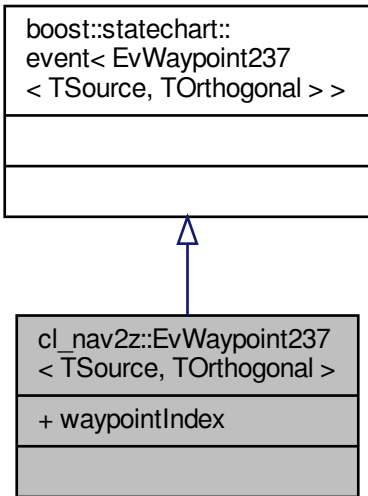 boost::statechart::
event< EvWaypoint237
< TSource, TOrthogonal > >
cl_nav2z::EvWaypoint237
< TSource, TOrthogonal >
+ waypointIndex